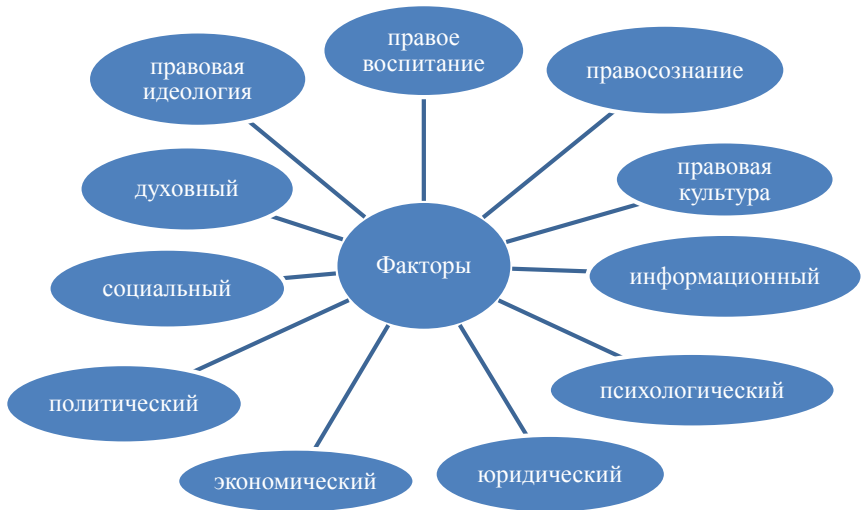 правое
воспитание
правовая
идеология
правосознание
духовный
правовая
культура
Факторы
социальный
информационный
политический
психологический
экономический
юридический